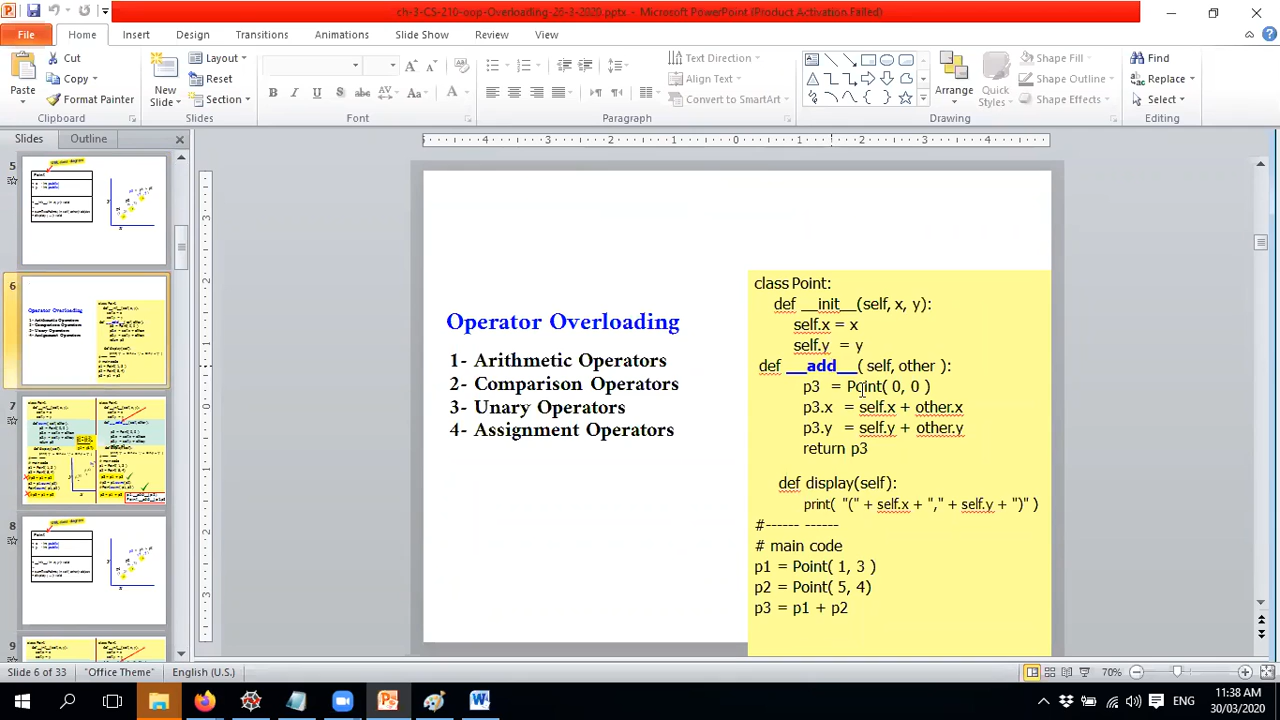 ch-3-CS-210-oop-Overloading-26-3-2020.pptx - Microsoft PowerPoint (Product Activation Failed)
File Home Insert Design Transitions Animations Slide Show Review View
Paste
Cut
Copy
Format Painter
Clipboard
New Slide
Layout
Reset
Section
Slides
Font
Paragraph
Text Direction
Align Text
Convert to SmartArt
Arrange
Quick Styles
Shape Fill
Shape Outline
Shape Effects
Drawing
Find
Replace
Select
Editing
Slides Outline
5
6
7
8
9
Operator Overloading
1- Arithmetic Operators
2- Comparison Operators
3- Unary Operators
4- Assignment Operators
class Point:
def __init__(self, x, y):
self.x = x
self.y = y
def __add__( self, other ):
p3 = Point( 0, 0 )
p3.x = self.x + other.x
p3.y = self.y + other.y
return p3
def display(self):
print( "(" + self.x + "," + self.y + ")" )
#------ ------
# main code
p1 = Point( 1, 3 )
p2 = Point( 5, 4)
p3 = p1 + p2
Slide 6 of 33 "Office Theme" English (U.S.) 70%
ENG
11:38 AM
30/03/2020